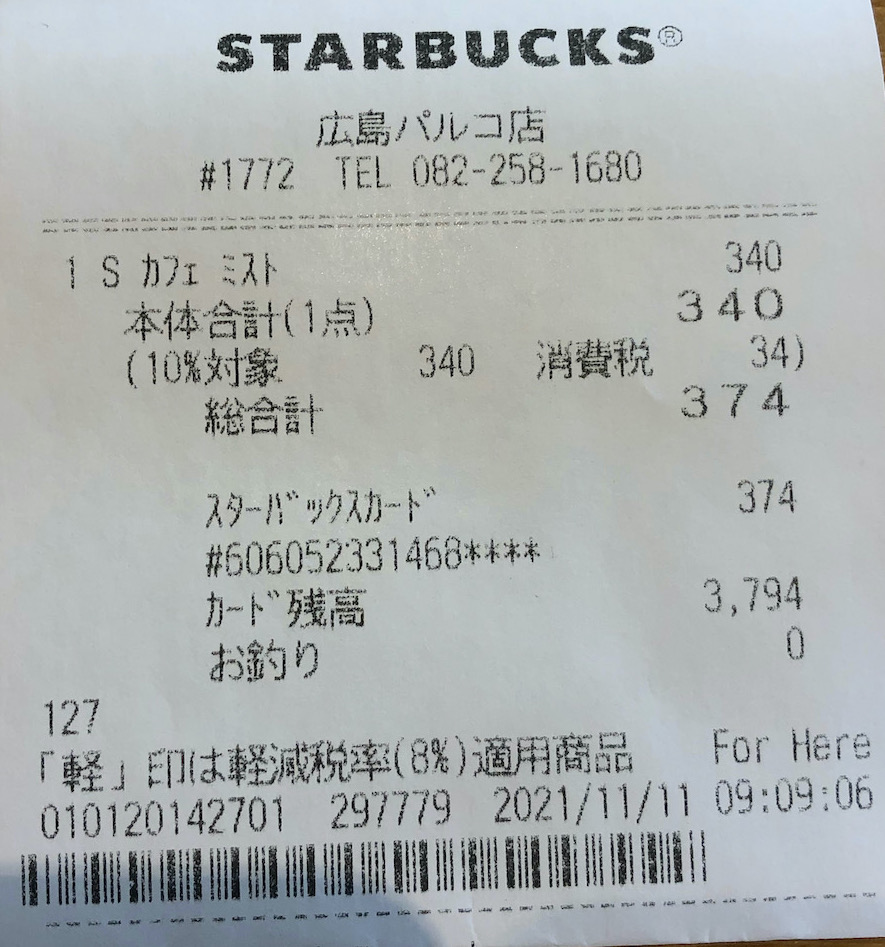 STARBUCKS®
広島パルコ店
#1772 TEL 082-258-1680
1 S カフェ ミスト 340
本体合計(1点) 340
(10%対象 340 消費税 34)
総合計 374
スターバックスカード 374
#606052331468****
カード残高 3,794
お釣り 0
127
「軽」印は軽減税率(8%)適用商品 For Here
010120142701 297779 2021/11/11 09:09:06